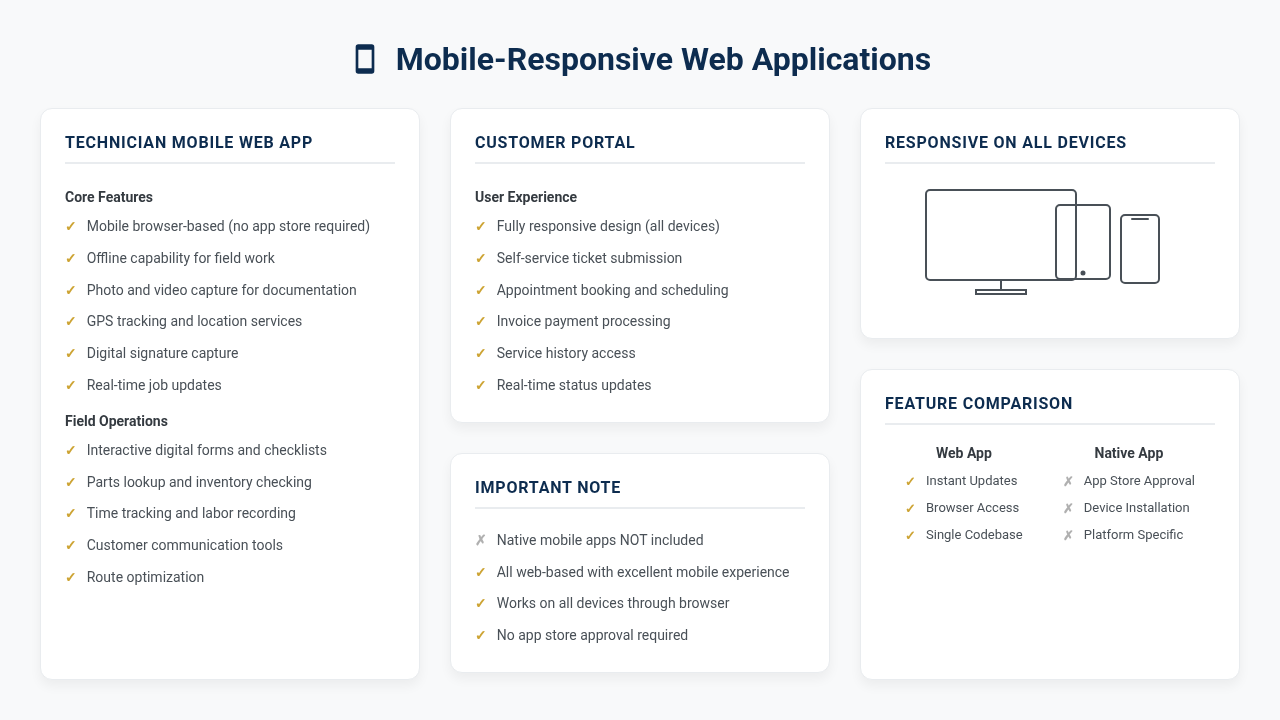 Mobile-Responsive Web Applications
TECHNICIAN MOBILE WEB APP
Core Features
✓ Mobile browser-based (no app store required)
✓ Offline capability for field work
✓ Photo and video capture for documentation
✓ GPS tracking and location services
✓ Digital signature capture
✓ Real-time job updates
Field Operations
✓ Interactive digital forms and checklists
✓ Parts lookup and inventory checking
✓ Time tracking and labor recording
✓ Customer communication tools
✓ Route optimization
CUSTOMER PORTAL
User Experience
✓ Fully responsive design (all devices)
✓ Self-service ticket submission
✓ Appointment booking and scheduling
✓ Invoice payment processing
✓ Service history access
✓ Real-time status updates
IMPORTANT NOTE
✗ Native mobile apps NOT included
✓ All web-based with excellent mobile experience
✓ Works on all devices through browser
✓ No app store approval required
RESPONSIVE ON ALL DEVICES
FEATURE COMPARISON
Web App
✓ Instant Updates
✓ Browser Access
✓ Single Codebase
Native App
✗ App Store Approval
✗ Device Installation
✗ Platform Specific